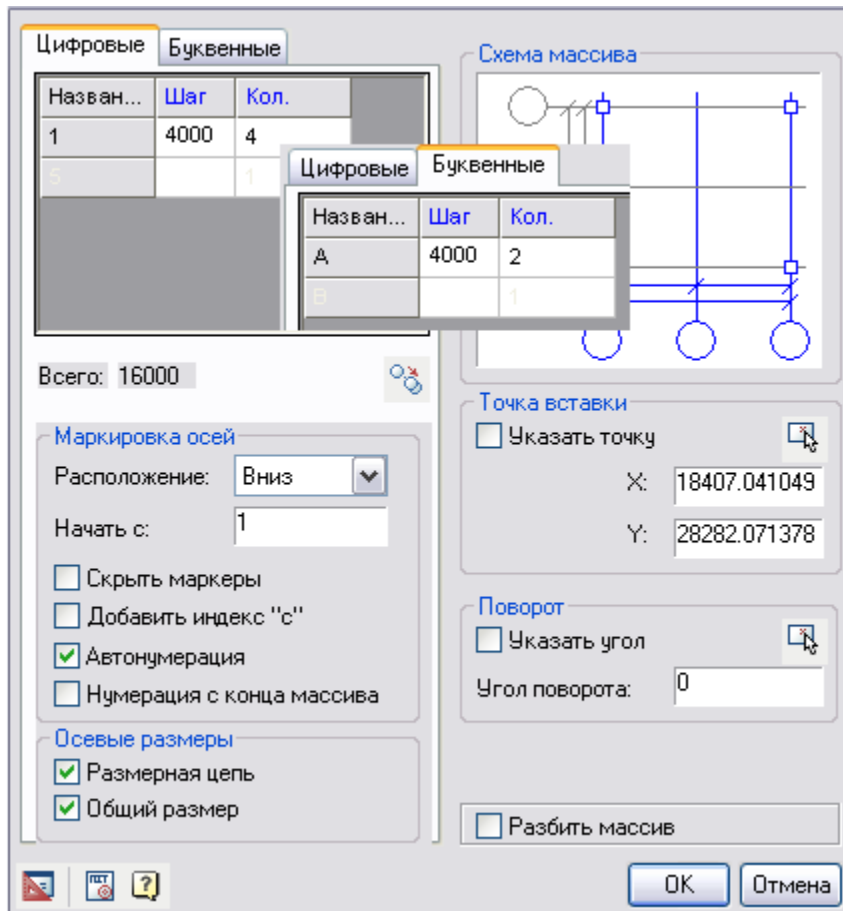 Цифровые Буквенные
Назван... Шаг Кол.
1 4000 4
5 1
Цифровые Буквенные
Назван... Шаг Кол.
А 4000 2
В 1
Всего: 16000
Маркировка осей
Расположение: Вниз
Начать с: 1
Скрыть маркеры
Добавить индекс "с"
Автонумерация
Нумерация с конца массива
Осевые размеры
Размерная цепь
Общий размер
Схема массива
Точка вставки
Указать точку
X: 18407.041049
Y: 28282.071378
Поворот
Указать угол
Угол поворота: 0
Разбить массив
OK Отмена